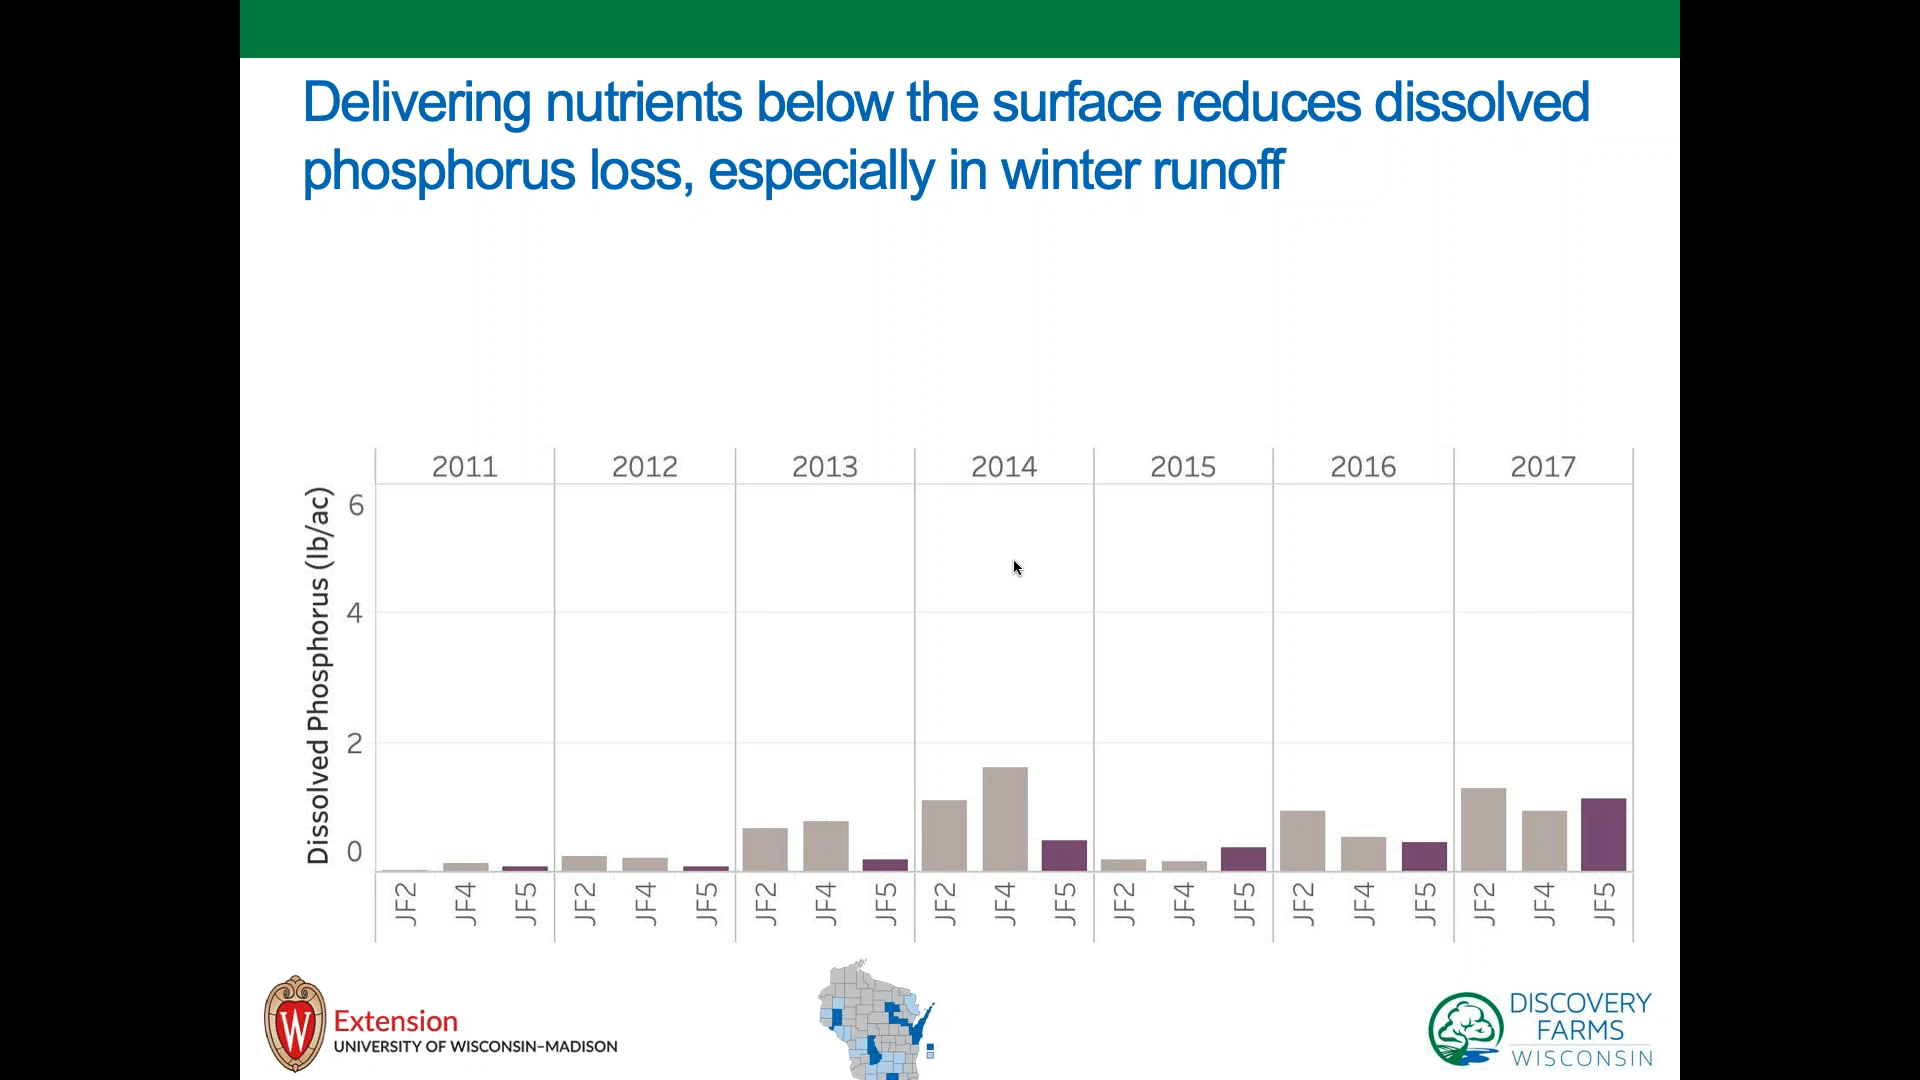 Delivering nutrients below the surface reduces dissolved
phosphorus loss, especially in winter runoff
2011 2012 2013 2014 2015 2016 2017
Dissolved Phosphorus (lb/ac)
6
4
2
0
JF2 JF4 JF5 JF2 JF4 JF5 JF2 JF4 JF5 JF2 JF4 JF5 JF2 JF4 JF5 JF2 JF4 JF5 JF2 JF4 JF5
W
Extension
UNIVERSITY OF WISCONSIN–MADISON
DISCOVERY
FARMS
WISCONSIN